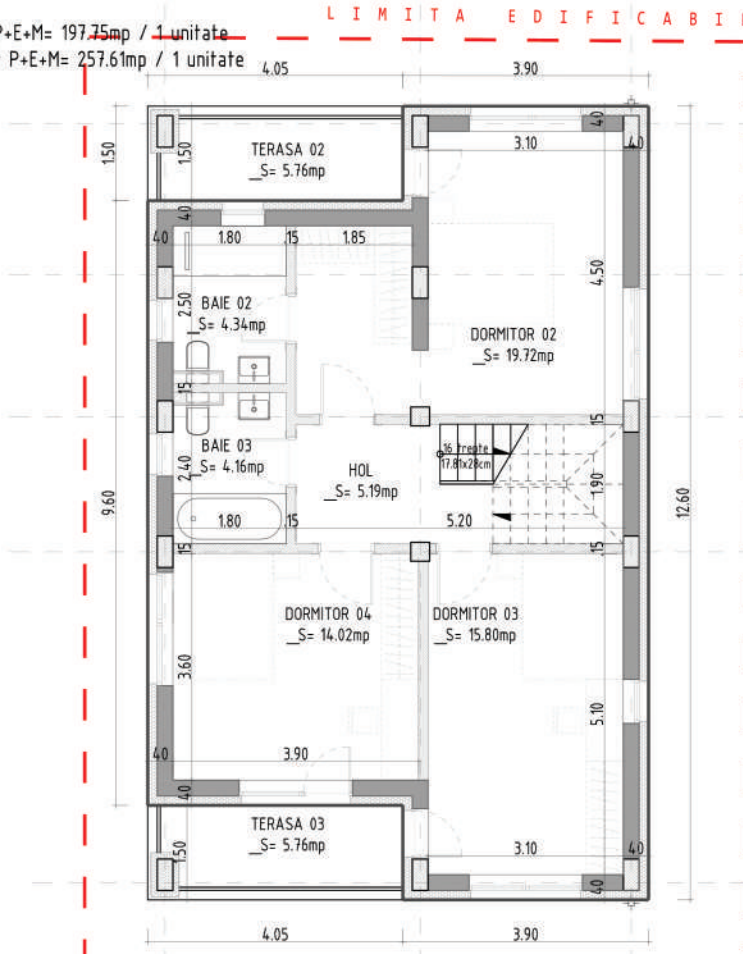 LIMITA EDIFICABIL
P+E+M= 197.75mp / 1 unitate
P+E+M= 257.61mp / 1 unitate
4.05
3.90
1.50
1.50
TERASA 02
_S= 5.76mp
40
3.10
40
40
40
1.80
.15
1.85
4.50
2.50
BAIE 02
_S= 4.34mp
DORMITOR 02
_S= 19.72mp
.15
.15
BAIE 03
_S= 4.16mp
2.40
HOL
_S= 5.19mp
16 trepte
17.81x28cm
1.90
9.60
12.60
1.80
.15
5.20
.15
.15
DORMITOR 04
_S= 14.02mp
DORMITOR 03
_S= 15.80mp
3.60
5.10
40
3.90
40
TERASA 03
_S= 5.76mp
1.50
3.10
40
40
4.05
3.90